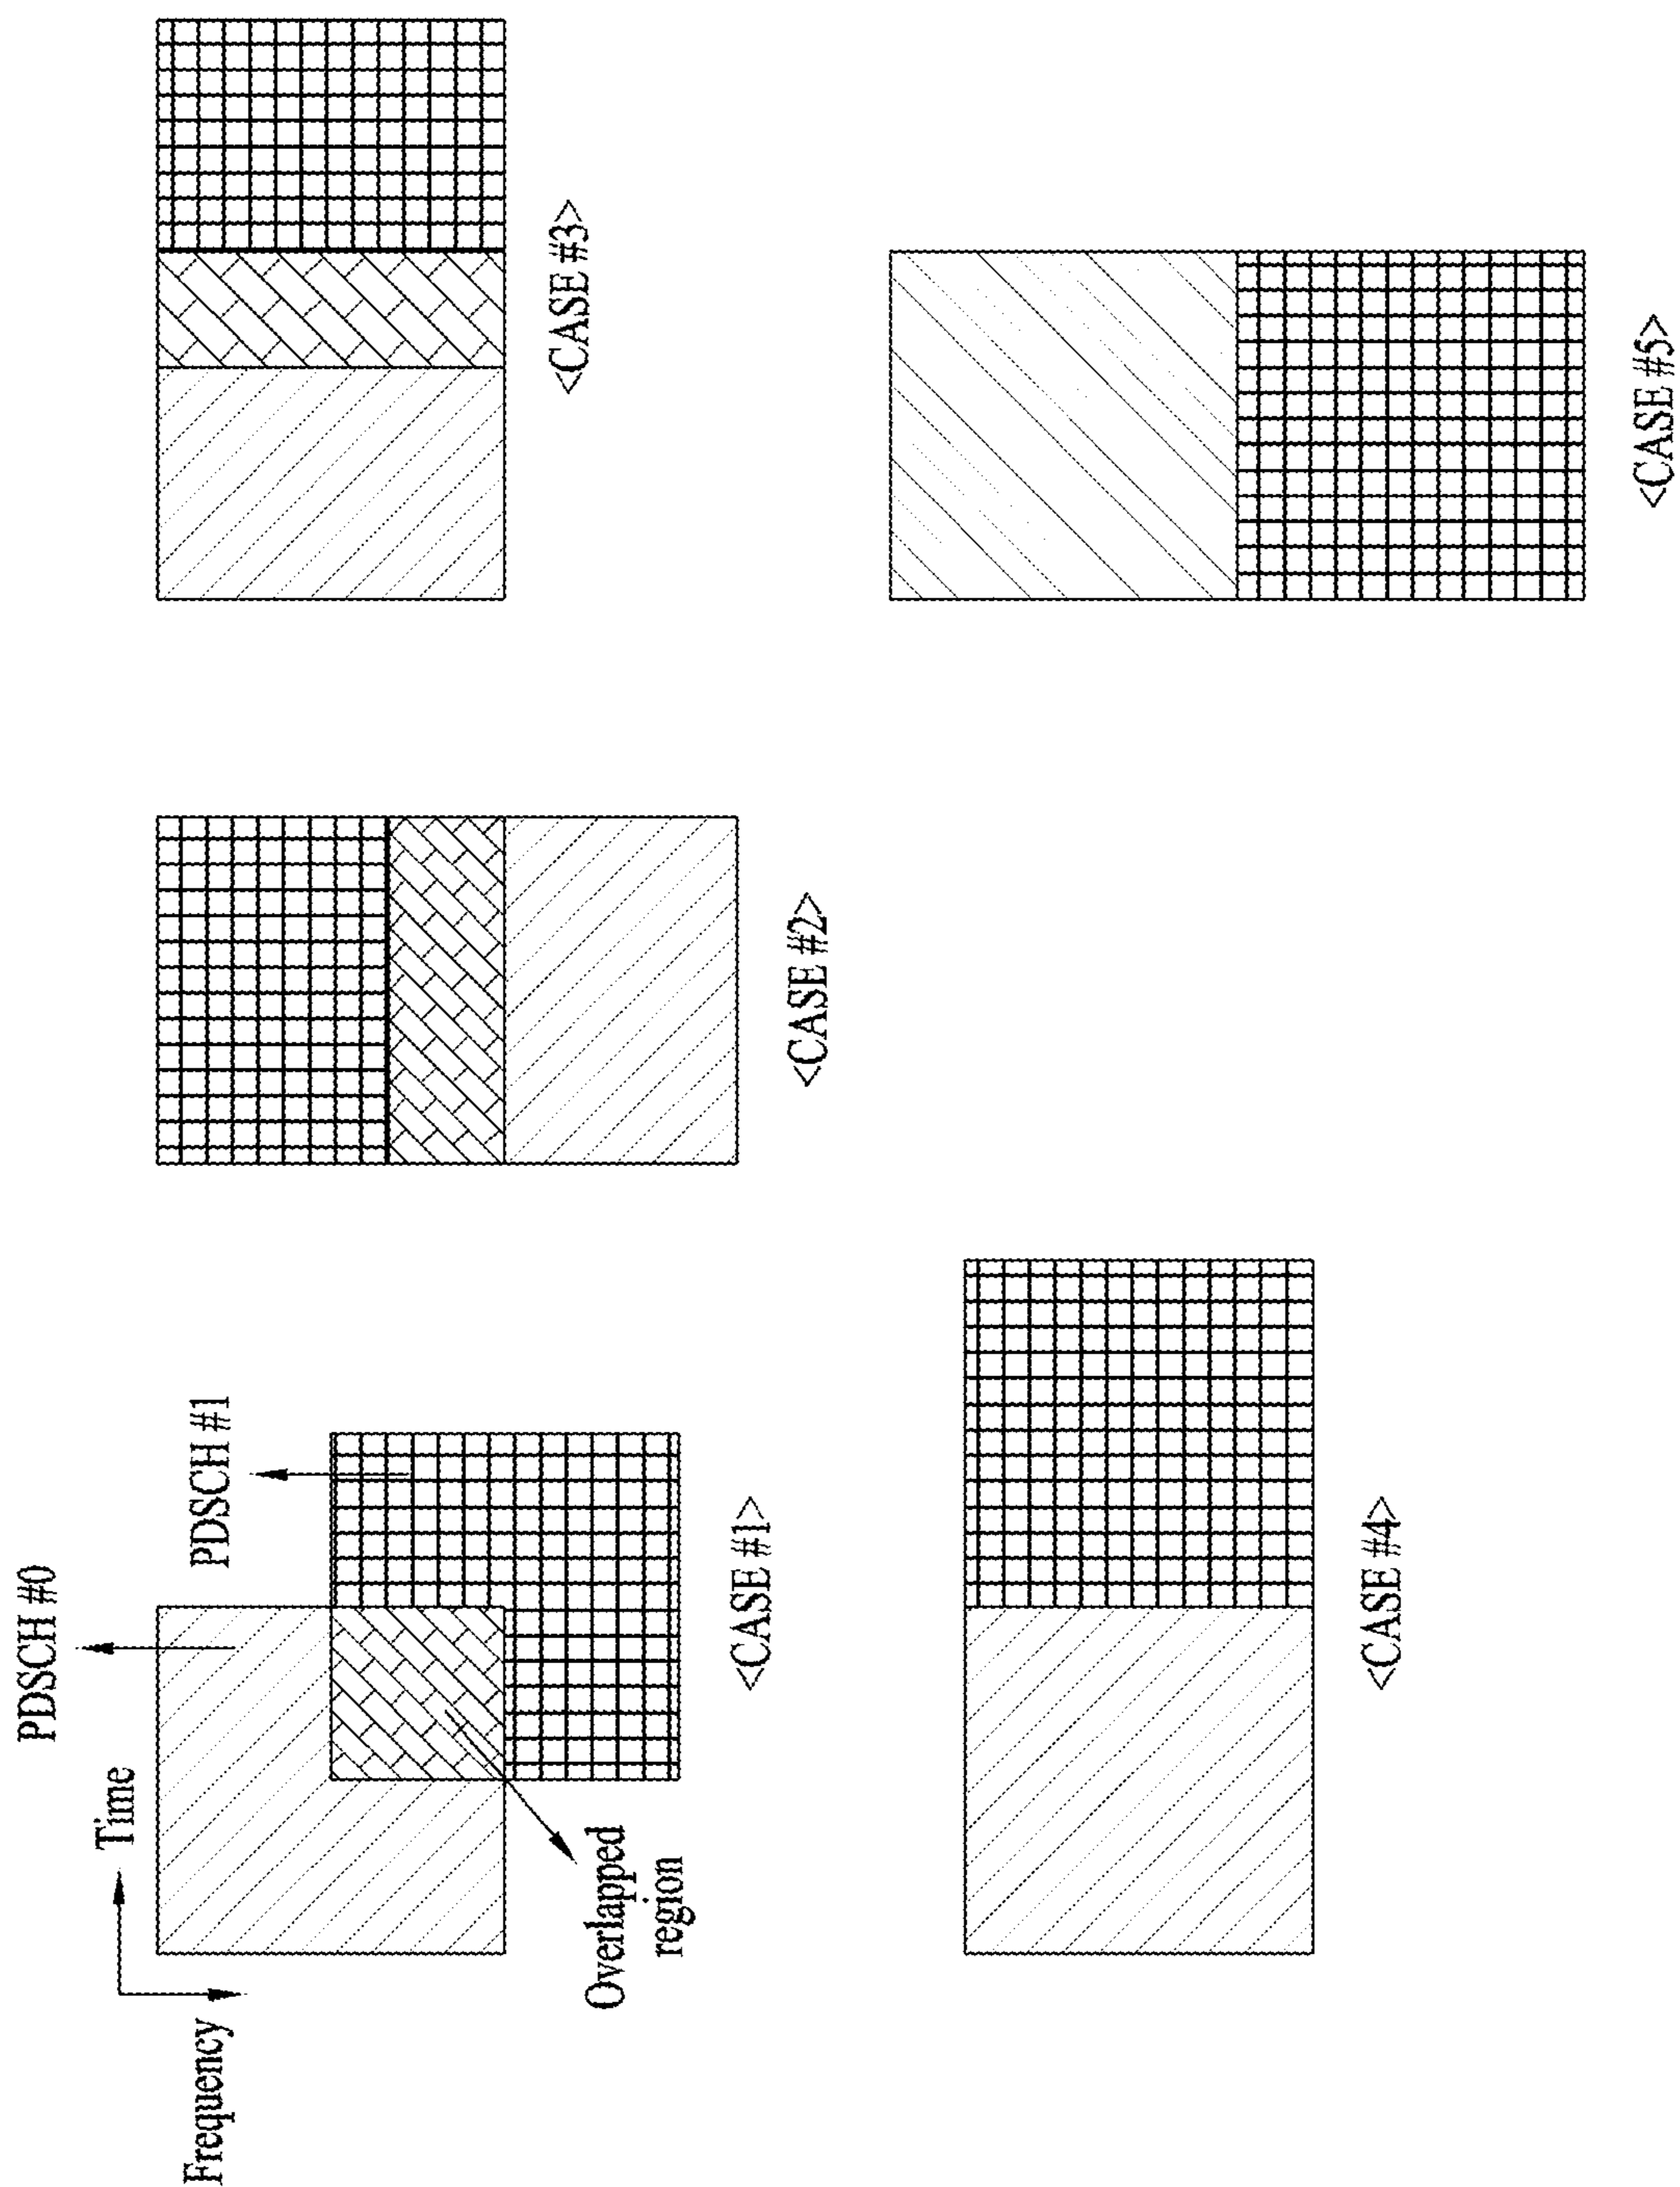 PDSCH #0
Time
Frequency
PDSCH #1
Overlapped
region
<CASE #1>
<CASE #2>
<CASE #3>
<CASE #4>
<CASE #5>